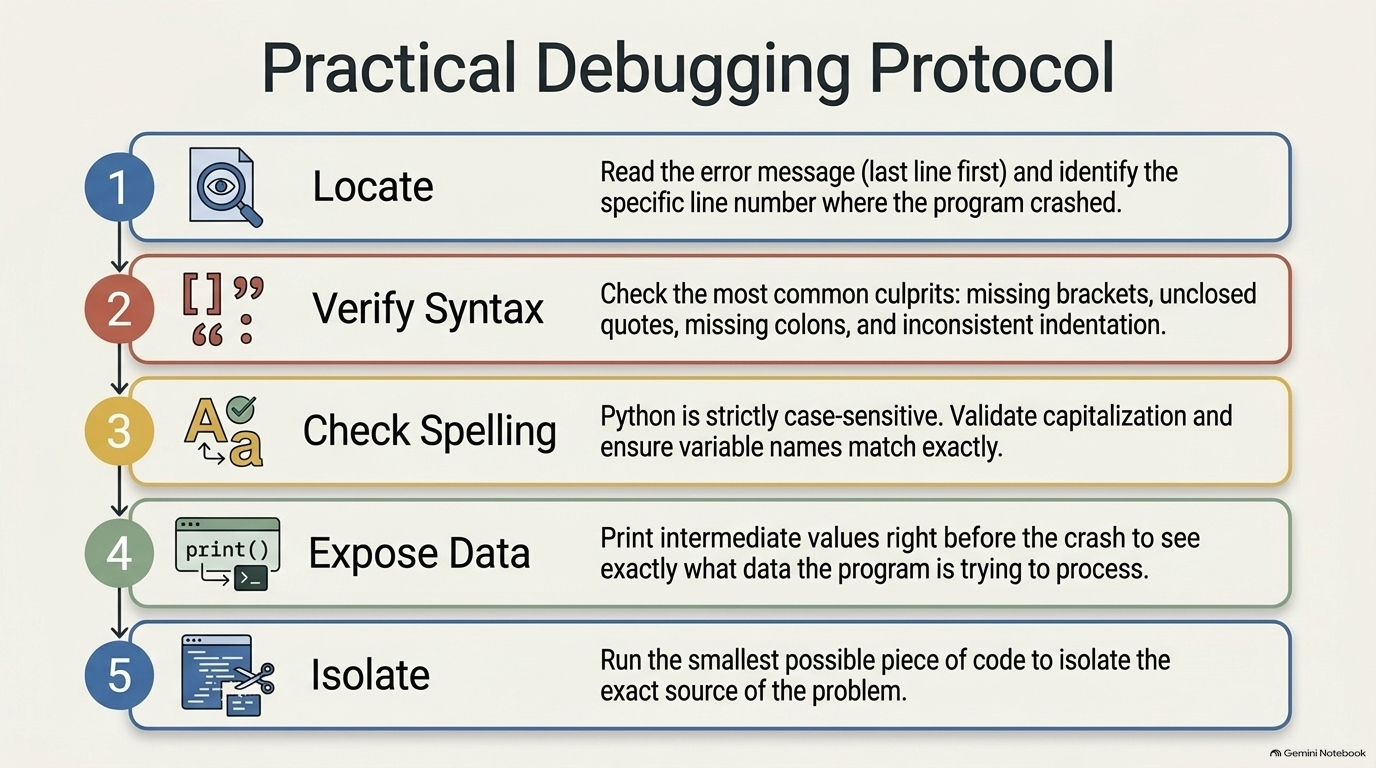 Practical Debugging Protocol
1
Locate
Read the error message (last line first) and identify the
specific line number where the program crashed.
2
[ ] ”
“ :
Verify Syntax
Check the most common culprits: missing brackets, unclosed
quotes, missing colons, and inconsistent indentation.
3
A
a
Check Spelling
Python is strictly case-sensitive. Validate capitalization and
ensure variable names match exactly.
4
print()
>_
Expose Data
Print intermediate values right before the crash to see
exactly what data the program is trying to process.
5
Isolate
Run the smallest possible piece of code to isolate the
exact source of the problem.
Gemini Notebook